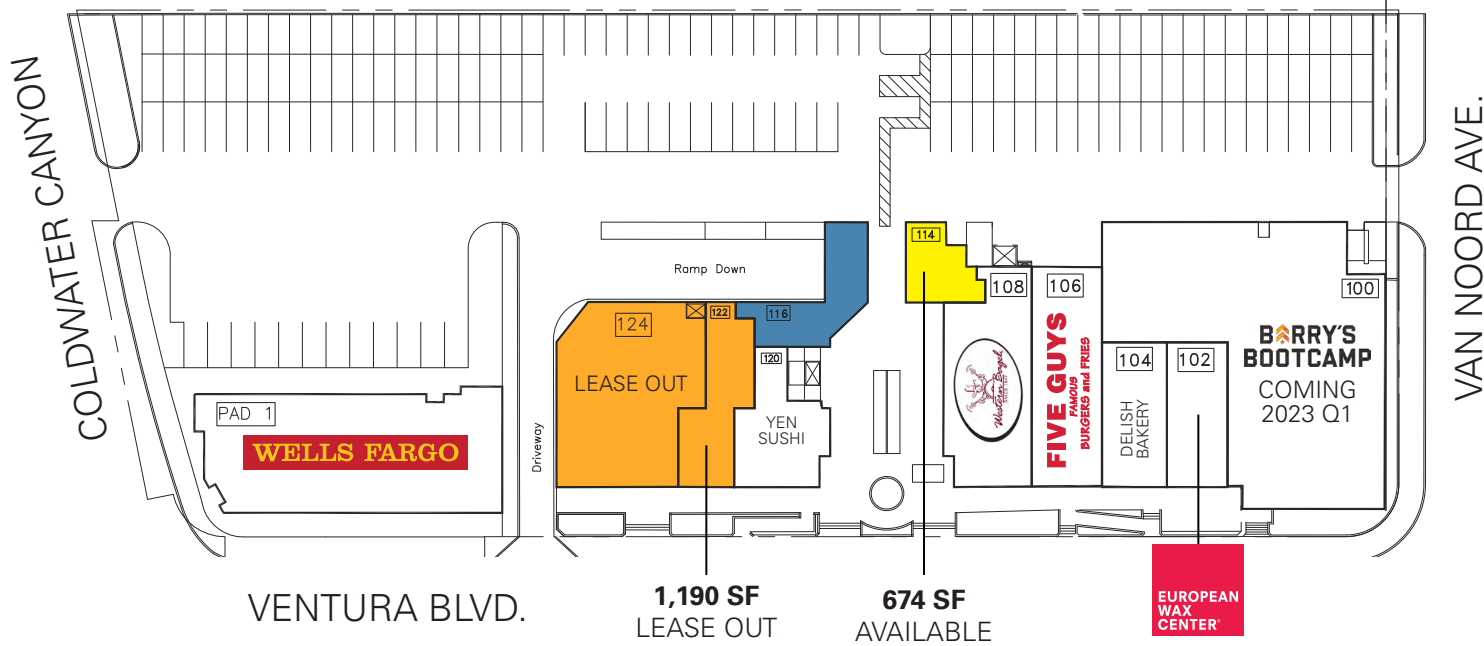 COLDWATER CANYON
VAN NOORD AVE.
Ramp Down
114
108
106
100
124
122
116
120
LEASE OUT
YEN
SUSHI
Western Bagel
FIVE GUYS
FAMOUS
BURGERS and FRIES
104
DELISH
BAKERY
102
BARRY'S
BOOTCAMP
COMING
2023 Q1
PAD 1
WELLS FARGO
Driveway
VENTURA BLVD.
1,190 SF
LEASE OUT
674 SF
AVAILABLE
EUROPEAN
WAX
CENTER®